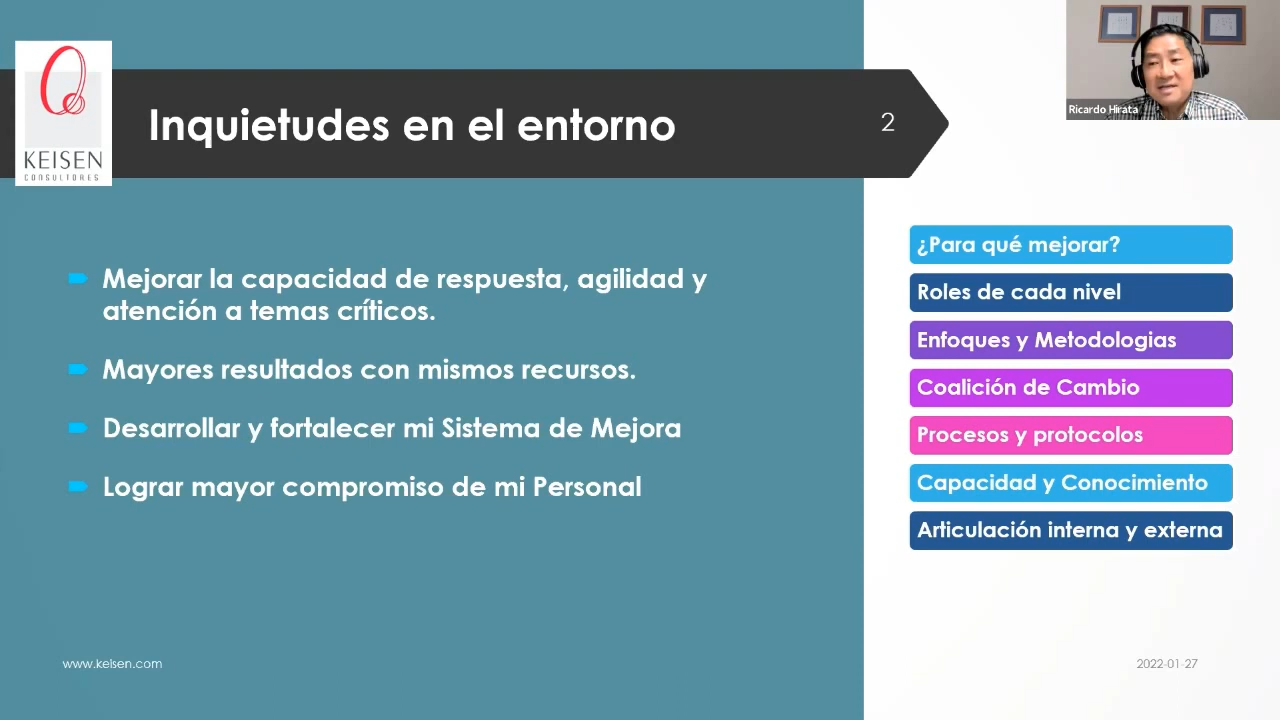 KEISEN
CONSULTORES
Inquietudes en el entorno
2
Ricardo Hirata
Mejorar la capacidad de respuesta, agilidad y
atención a temas críticos.
Mayores resultados con mismos recursos.
Desarrollar y fortalecer mi Sistema de Mejora
Lograr mayor compromiso de mi Personal
¿Para qué mejorar?
Roles de cada nivel
Enfoques y Metodologias
Coalición de Cambio
Procesos y protocolos
Capacidad y Conocimiento
Articulación interna y externa
www.keisen.com
2022-01-27